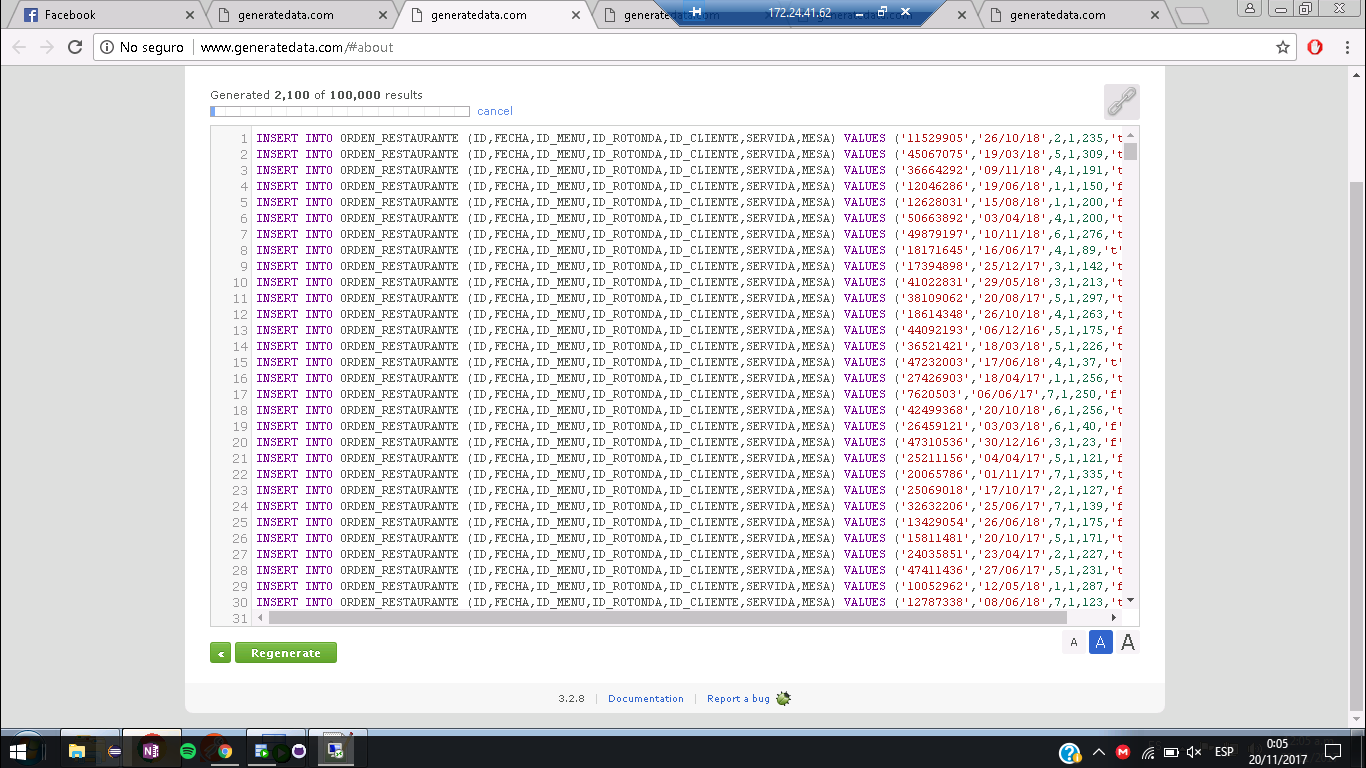 Facebook
generatedata.com
generatedata.com
generatedata.com
172.24.41.62
generatedata.com
No seguro
www.generatedata.com/#about
Generated 2,100 of 100,000 results
cancel
1 INSERT INTO ORDEN_RESTAURANTE (ID,FECHA,ID_MENU,ID_ROTONDA,ID_CLIENTE,SERVIDA,MESA) VALUES ('11529905','26/10/18',2,1,235,'t
2 INSERT INTO ORDEN_RESTAURANTE (ID,FECHA,ID_MENU,ID_ROTONDA,ID_CLIENTE,SERVIDA,MESA) VALUES ('45067075','19/03/18',5,1,309,'t
3 INSERT INTO ORDEN_RESTAURANTE (ID,FECHA,ID_MENU,ID_ROTONDA,ID_CLIENTE,SERVIDA,MESA) VALUES ('36664292','09/11/18',4,1,191,'t
4 INSERT INTO ORDEN_RESTAURANTE (ID,FECHA,ID_MENU,ID_ROTONDA,ID_CLIENTE,SERVIDA,MESA) VALUES ('12046286','19/06/18',1,1,150,'f
5 INSERT INTO ORDEN_RESTAURANTE (ID,FECHA,ID_MENU,ID_ROTONDA,ID_CLIENTE,SERVIDA,MESA) VALUES ('12628031','15/08/18',1,1,200,'f
6 INSERT INTO ORDEN_RESTAURANTE (ID,FECHA,ID_MENU,ID_ROTONDA,ID_CLIENTE,SERVIDA,MESA) VALUES ('50663892','03/04/18',4,1,200,'t
7 INSERT INTO ORDEN_RESTAURANTE (ID,FECHA,ID_MENU,ID_ROTONDA,ID_CLIENTE,SERVIDA,MESA) VALUES ('49879197','10/11/18',6,1,276,'t
8 INSERT INTO ORDEN_RESTAURANTE (ID,FECHA,ID_MENU,ID_ROTONDA,ID_CLIENTE,SERVIDA,MESA) VALUES ('18171645','16/06/17',4,1,89,'t'
9 INSERT INTO ORDEN_RESTAURANTE (ID,FECHA,ID_MENU,ID_ROTONDA,ID_CLIENTE,SERVIDA,MESA) VALUES ('17394898','25/12/17',3,1,142,'t
10 INSERT INTO ORDEN_RESTAURANTE (ID,FECHA,ID_MENU,ID_ROTONDA,ID_CLIENTE,SERVIDA,MESA) VALUES ('41022831','29/05/18',3,1,213,'t
11 INSERT INTO ORDEN_RESTAURANTE (ID,FECHA,ID_MENU,ID_ROTONDA,ID_CLIENTE,SERVIDA,MESA) VALUES ('38109062','20/08/17',5,1,297,'t
12 INSERT INTO ORDEN_RESTAURANTE (ID,FECHA,ID_MENU,ID_ROTONDA,ID_CLIENTE,SERVIDA,MESA) VALUES ('18614348','26/10/18',4,1,263,'t
13 INSERT INTO ORDEN_RESTAURANTE (ID,FECHA,ID_MENU,ID_ROTONDA,ID_CLIENTE,SERVIDA,MESA) VALUES ('44092193','06/12/16',5,1,175,'f
14 INSERT INTO ORDEN_RESTAURANTE (ID,FECHA,ID_MENU,ID_ROTONDA,ID_CLIENTE,SERVIDA,MESA) VALUES ('36521421','18/03/18',5,1,226,'t
15 INSERT INTO ORDEN_RESTAURANTE (ID,FECHA,ID_MENU,ID_ROTONDA,ID_CLIENTE,SERVIDA,MESA) VALUES ('47232003','17/06/18',4,1,37,'t'
16 INSERT INTO ORDEN_RESTAURANTE (ID,FECHA,ID_MENU,ID_ROTONDA,ID_CLIENTE,SERVIDA,MESA) VALUES ('27426903','18/04/17',1,1,256,'t
17 INSERT INTO ORDEN_RESTAURANTE (ID,FECHA,ID_MENU,ID_ROTONDA,ID_CLIENTE,SERVIDA,MESA) VALUES ('7620503','06/06/17',7,1,250,'f'
18 INSERT INTO ORDEN_RESTAURANTE (ID,FECHA,ID_MENU,ID_ROTONDA,ID_CLIENTE,SERVIDA,MESA) VALUES ('42499368','20/10/18',6,1,256,'t
19 INSERT INTO ORDEN_RESTAURANTE (ID,FECHA,ID_MENU,ID_ROTONDA,ID_CLIENTE,SERVIDA,MESA) VALUES ('26459121','03/03/18',6,1,40,'f'
20 INSERT INTO ORDEN_RESTAURANTE (ID,FECHA,ID_MENU,ID_ROTONDA,ID_CLIENTE,SERVIDA,MESA) VALUES ('47310536','30/12/16',3,1,23,'f'
21 INSERT INTO ORDEN_RESTAURANTE (ID,FECHA,ID_MENU,ID_ROTONDA,ID_CLIENTE,SERVIDA,MESA) VALUES ('25211156','04/04/17',5,1,121,'f
22 INSERT INTO ORDEN_RESTAURANTE (ID,FECHA,ID_MENU,ID_ROTONDA,ID_CLIENTE,SERVIDA,MESA) VALUES ('20065786','01/11/17',7,1,335,'t
23 INSERT INTO ORDEN_RESTAURANTE (ID,FECHA,ID_MENU,ID_ROTONDA,ID_CLIENTE,SERVIDA,MESA) VALUES ('25069018','17/10/17',2,1,127,'f
24 INSERT INTO ORDEN_RESTAURANTE (ID,FECHA,ID_MENU,ID_ROTONDA,ID_CLIENTE,SERVIDA,MESA) VALUES ('32632206','25/06/17',7,1,139,'f
25 INSERT INTO ORDEN_RESTAURANTE (ID,FECHA,ID_MENU,ID_ROTONDA,ID_CLIENTE,SERVIDA,MESA) VALUES ('13429054','26/06/18',7,1,175,'f
26 INSERT INTO ORDEN_RESTAURANTE (ID,FECHA,ID_MENU,ID_ROTONDA,ID_CLIENTE,SERVIDA,MESA) VALUES ('15811481','20/10/17',5,1,171,'f
27 INSERT INTO ORDEN_RESTAURANTE (ID,FECHA,ID_MENU,ID_ROTONDA,ID_CLIENTE,SERVIDA,MESA) VALUES ('24035851','23/04/17',2,1,227,'t
28 INSERT INTO ORDEN_RESTAURANTE (ID,FECHA,ID_MENU,ID_ROTONDA,ID_CLIENTE,SERVIDA,MESA) VALUES ('47411436','27/06/17',5,1,231,'t
29 INSERT INTO ORDEN_RESTAURANTE (ID,FECHA,ID_MENU,ID_ROTONDA,ID_CLIENTE,SERVIDA,MESA) VALUES ('10052962','12/05/18',1,1,287,'f
30 INSERT INTO ORDEN_RESTAURANTE (ID,FECHA,ID_MENU,ID_ROTONDA,ID_CLIENTE,SERVIDA,MESA) VALUES ('12787338','08/06/18',7,1,123,'t
31
« Regenerate
A A A
3.2.8 | Documentation | Report a bug
ESP
0:05
20/11/2017